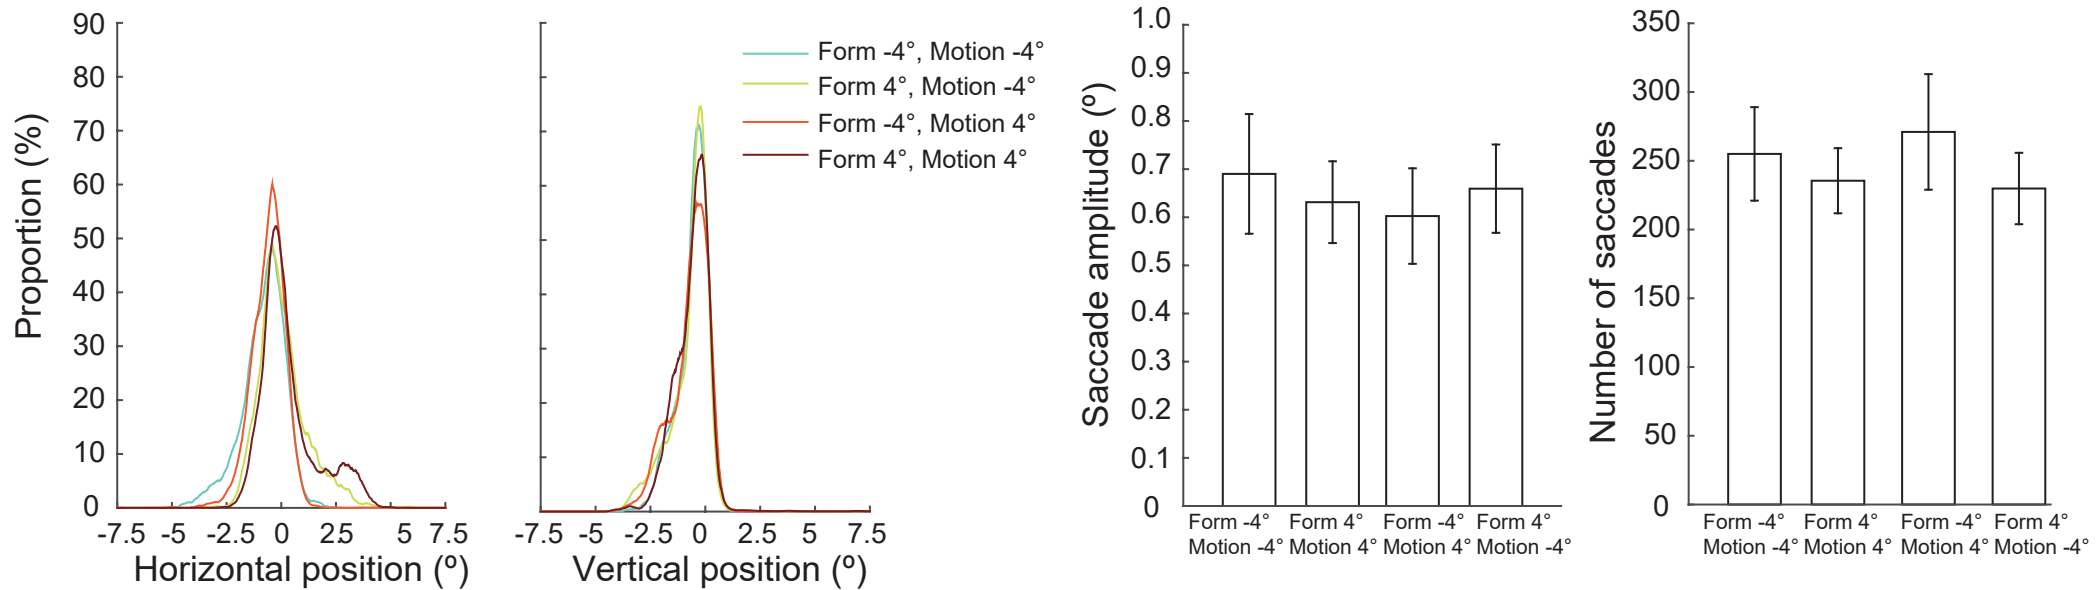 90
80
70
60
50
40
30
20
10
0
Proportion (%)
-7.5 -5 -2.5 0 2.5 5 7.5
Horizontal position (º)
Form -4°, Motion -4°
Form 4°, Motion -4°
Form -4°, Motion 4°
Form 4°, Motion 4°
-7.5 -5 -2.5 0 2.5 5 7.5
Vertical position (º)
1.0
0.9
0.8
0.7
0.6
0.5
0.4
0.3
0.2
0.1
0
Saccade amplitude (º)
Form -4° Form 4° Form -4° Form 4°
Motion -4° Motion 4° Motion 4° Motion -4°
350
300
250
200
150
100
50
0
Number of saccades
Form -4° Form 4° Form -4° Form 4°
Motion -4° Motion 4° Motion 4° Motion -4°